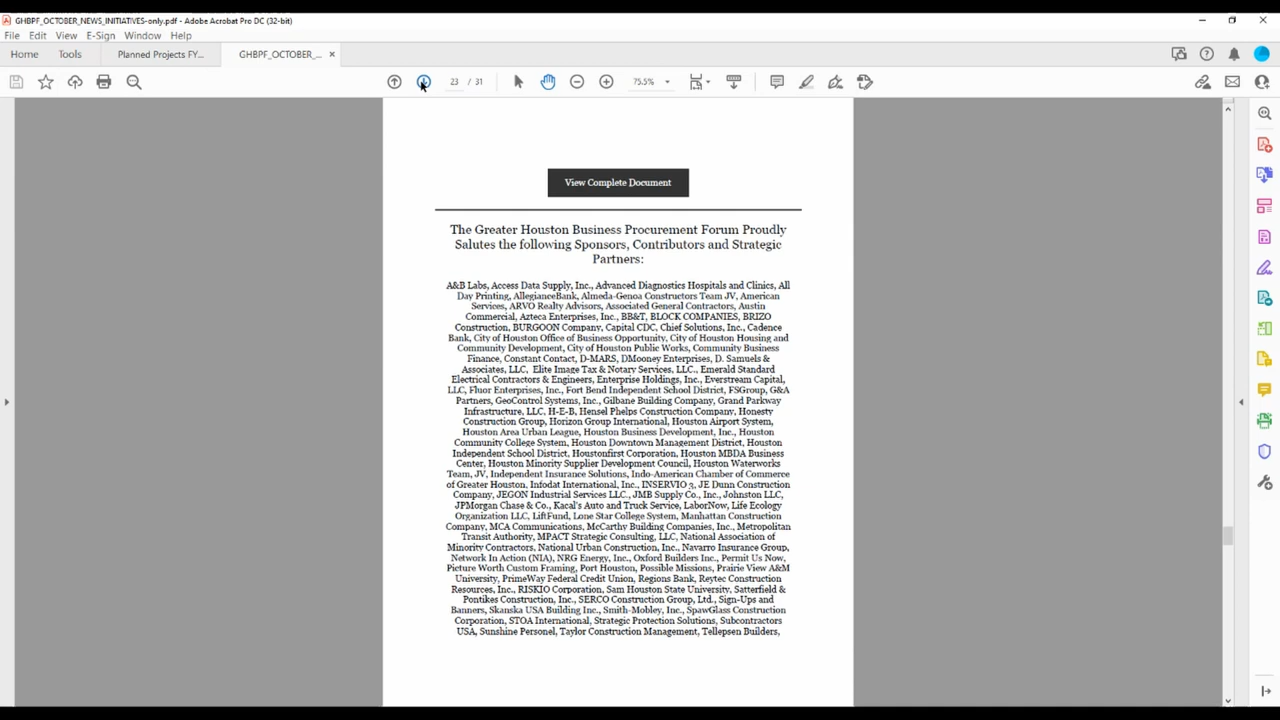 GHBPF_OCTOBER_NEWS_INITIATIVES-only.pdf - Adobe Acrobat Pro DC (32-bit)
File Edit View E-Sign Window Help
Home Tools Planned Projects FY... GHBPF_OCTOBER_... ×
23 / 31 75.5%
View Complete Document
The Greater Houston Business Procurement Forum Proudly
Salutes the following Sponsors, Contributors and Strategic
Partners:
A&B Labs, Access Data Supply, Inc., Advanced Diagnostics Hospitals and Clinics, All
Day Printing, AllegianceBank, Almeda-Genoa Constructors Team JV, American
Services, ARVO Realty Advisors, Associated General Contractors, Austin
Commercial, Azteca Enterprises, Inc., BB&T, BLOCK COMPANIES, BRIZO
Construction, BURGOON Company, Capital CDC, Chief Solutions, Inc., Cadence
Bank, City of Houston Office of Business Opportunity, City of Houston Housing and
Community Development, City of Houston Public Works, Community Business
Finance, Constant Contact, D-MARS, DMooney Enterprises, D. Samuels &
Associates, LLC, Elite Image Tax & Notary Services, LLC., Emerald Standard
Electrical Contractors & Engineers, Enterprise Holdings, Inc., Everstream Capital,
LLC, Fluor Enterprises, Inc., Fort Bend Independent School District, FSGroup, G&A
Partners, GeoControl Systems, Inc., Gilbane Building Company, Grand Parkway
Infrastructure, LLC, H-E-B, Hensel Phelps Construction Company, Honesty
Construction Group, Horizon Group International, Houston Airport System,
Houston Area Urban League, Houston Business Development, Inc., Houston
Community College System, Houston Downtown Management District, Houston
Independent School District, Houstonfirst Corporation, Houston MBDA Business
Center, Houston Minority Supplier Development Council, Houston Waterworks
Team, JV, Independent Insurance Solutions, Indo-American Chamber of Commerce
of Greater Houston, Infodat International, Inc., INSERVIO 3, JE Dunn Construction
Company, JEGON Industrial Services LLC., JMB Supply Co., Inc., Johnston LLC,
JPMorgan Chase & Co., Kacal's Auto and Truck Service, LaborNow, Life Ecology
Organization LLC, LiftFund, Lone Star College System, Manhattan Construction
Company, MCA Communications, McCarthy Building Companies, Inc., Metropolitan
Transit Authority, MPACT Strategic Consulting, LLC, National Association of
Minority Contractors, National Urban Construction, Inc., Navarro Insurance Group,
Network In Action (NIA), NRG Energy, Inc., Oxford Builders Inc., Permit Us Now,
Picture Worth Custom Framing, Port Houston, Possible Missions, Prairie View A&M
University, PrimeWay Federal Credit Union, Regions Bank, Reytec Construction
Resources, Inc., RISKIO Corporation, Sam Houston State University, Satterfield &
Pontikes Construction, Inc., SERCO Construction Group, Ltd., Sign-Ups and
Banners, Skanska USA Building Inc., Smith-Mobley, Inc., SpawGlass Construction
Corporation, STOA International, Strategic Protection Solutions, Subcontractors
USA, Sunshine Personel, Taylor Construction Management, Tellepsen Builders,